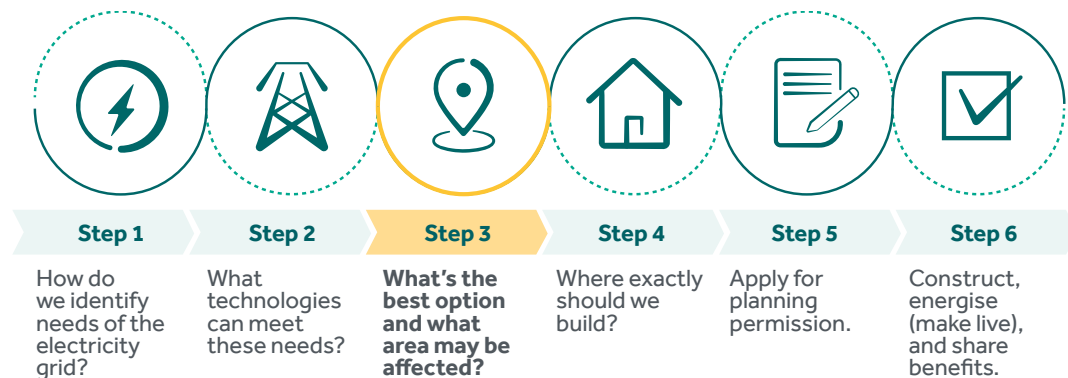 Step 1
How do
we identify
needs of the
electricity
grid?
Step 2
What
technologies
can meet
these needs?
Step 3
What's the
best option
and what
area may be
affected?
Step 4
Where exactly
should we
build?
Step 5
Apply for
planning
permission.
Step 6
Construct,
energise
(make live),
and share
benefits.